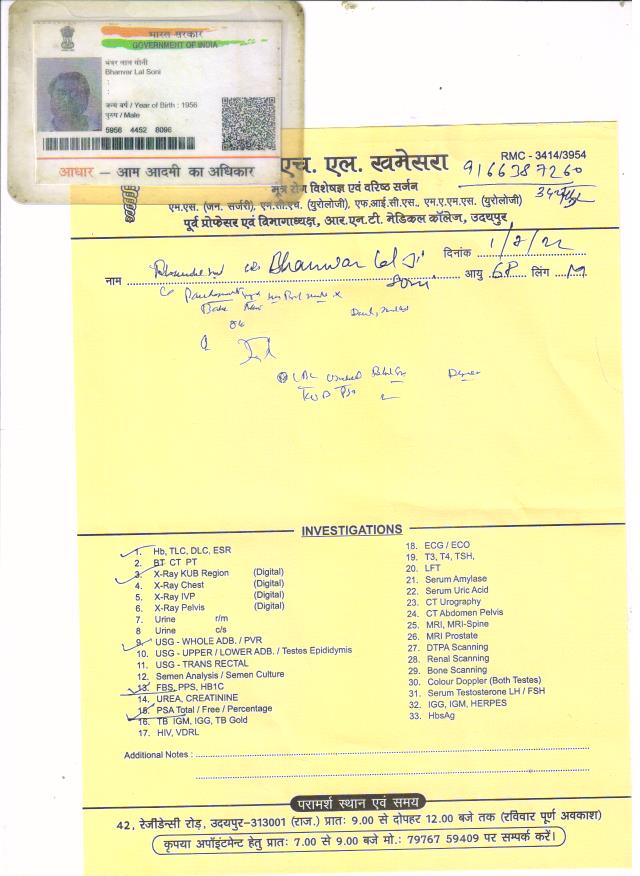 भारत सरकार
GOVERNMENT OF INDIA
भंवर लाल सोनी
Bhanwar Lal Soni
जन्म वर्ष / Year of Birth : 1956
पुरुष / Male
5956 4452 8096
आधार – आम आदमी का अधिकार
RMC - 3414/3954
एच. एल. खमेसरा
9166387260
मूत्र रोग विशेषज्ञ एवं वरिष्ठ सर्जन
एम.एस. (जन. सर्जरी), एम.सी.एच. (यूरोलोजी), एफ.आई.सी.एस., एम.ए.एम.एस. (यूरोलोजी)
पूर्व प्रोफेसर एवं विभागाध्यक्ष, आर.एन.टी. मेडिकल कॉलेज, उदयपुर
दिनांक 1/2/22
नाम Bhanwar lal Ji Soni आयु 68 लिंग M
INVESTIGATIONS
1. Hb, TLC, DLC, ESR
2. BT CT PT
3. X-Ray KUB Region (Digital)
4. X-Ray Chest (Digital)
5. X-Ray IVP (Digital)
6. X-Ray Pelvis (Digital)
7. Urine r/m
8 Urine c/s
9. USG - WHOLE ADB. / PVR
10. USG - UPPER / LOWER ADB. / Testes Epididymis
11. USG - TRANS RECTAL
12. Semen Analysis / Semen Culture
13. FBS, PPS, HB1C
14. UREA, CREATININE
15. PSA Total / Free / Percentage
16. TB IGM, IGG, TB Gold
17. HIV, VDRL
18. ECG / ECO
19. T3, T4, TSH,
20. LFT
21. Serum Amylase
22. Serum Uric Acid
23. CT Urography
24. CT Abdomen Pelvis
25. MRI, MRI-Spine
26. MRI Prostate
27. DTPA Scanning
28. Renal Scanning
29. Bone Scanning
30. Colour Doppler (Both Testes)
31. Serum Testosterone LH / FSH
32. IGG, IGM, HERPES
33. HbsAg
Additional Notes :
परामर्श स्थान एवं समय
42, रेजीडेन्सी रोड़, उदयपुर-313001 (राज.) प्रातः 9.00 से दोपहर 12.00 बजे तक (रविवार पूर्ण अवकाश)
कृपया अपॉइंटमेन्ट हेतु प्रातः 7.00 से 9.00 बजे मो.: 79767 59409 पर सम्पर्क करें।